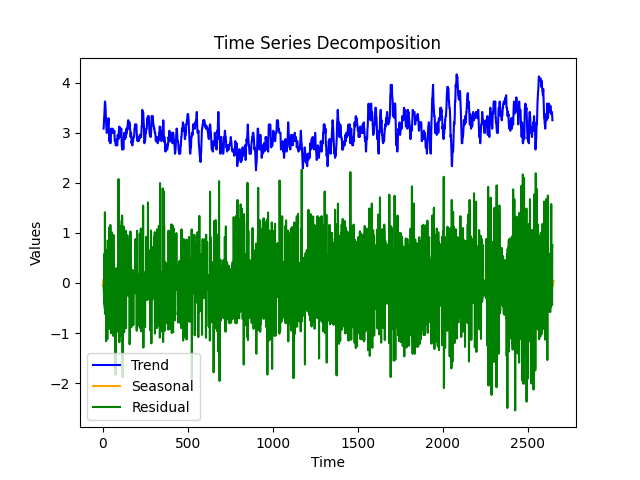 Time Series Decomposition
Values
4
3
2
1
0
−1
−2
Trend
Seasonal
Residual
0
500
1000
1500
2000
2500
Time